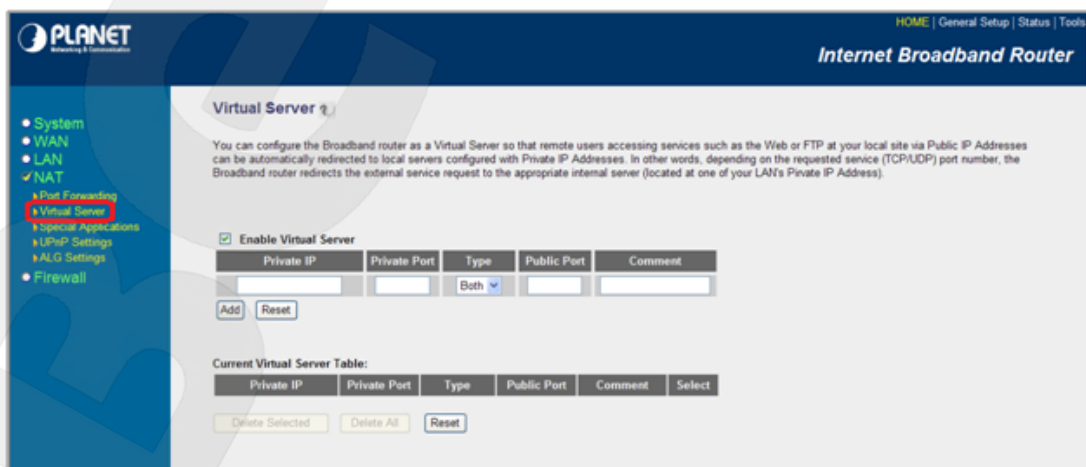 PLANET
Networking & Communication
HOME | General Setup | Status | Tools
Internet Broadband Router
System
WAN
LAN
NAT
Port Forwarding
Virtual Server
Special Applications
UPnP Settings
ALG Settings
Firewall
Virtual Server
You can configure the Broadband router as a Virtual Server so that remote users accessing services such as the Web or FTP at your local site via Public IP Addresses
can be automatically redirected to local servers configured with Private IP Addresses. In other words, depending on the requested service (TCP/UDP) port number, the
Broadband router redirects the external service request to the appropriate internal server (located at one of your LAN's Pivate IP Address).
Enable Virtual Server
Private IP Private Port Type Public Port Comment
Both
Add Reset
Current Virtual Server Table:
Private IP Private Port Type Public Port Comment Select
Delete Selected Delete All Reset